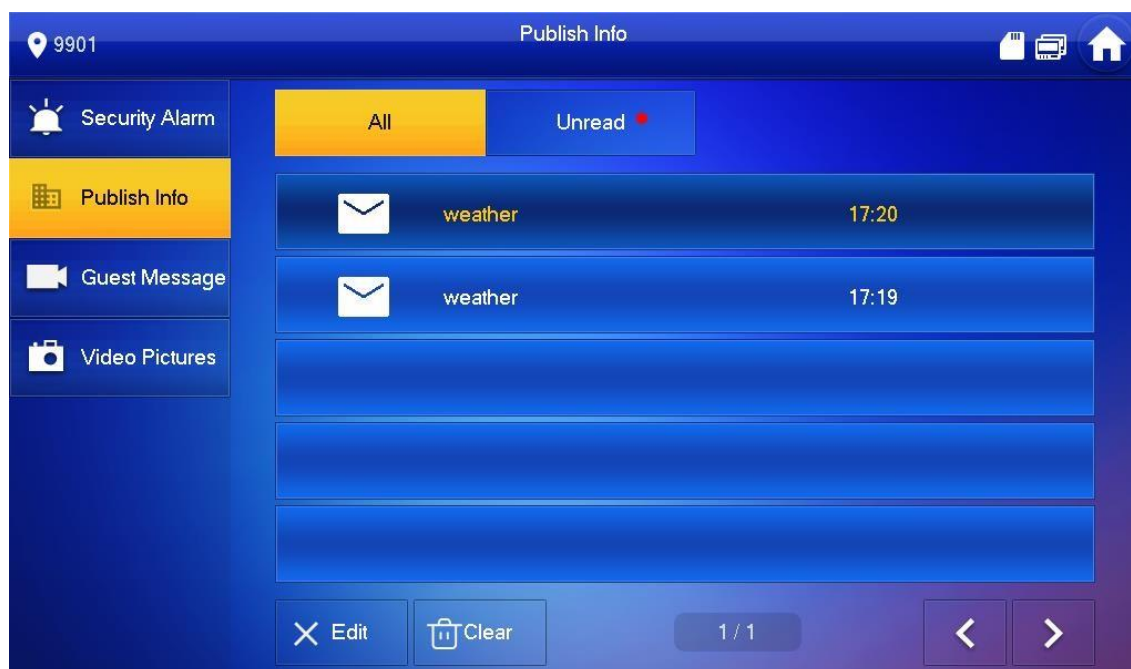 9901
Publish Info
Security Alarm
Publish Info
Guest Message
Video Pictures
All
Unread
weather 17:20
weather 17:19
Edit
Clear
1 / 1